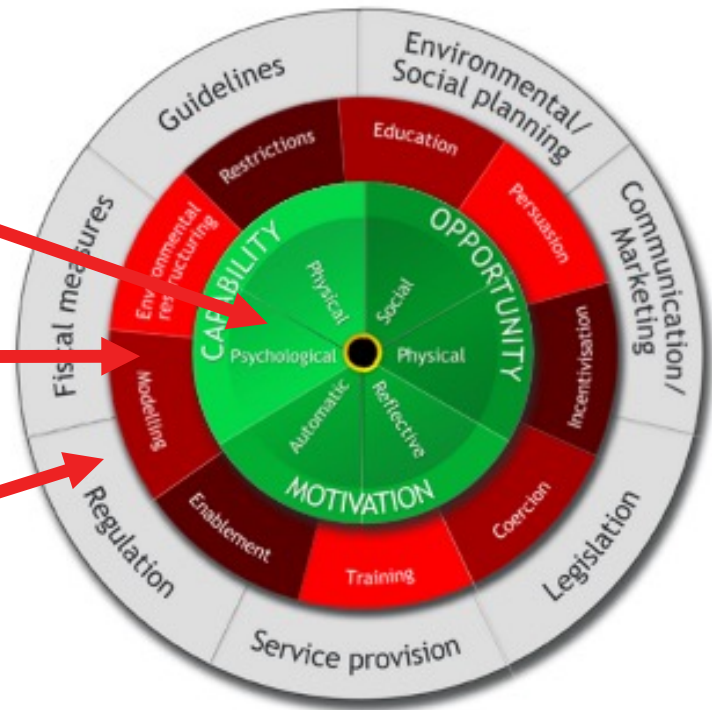 Guidelines
Environmental/
Social planning
Communication/
Marketing
Legislation
Service provision
Regulation
Fiscal measures
Restrictions
Education
Persuasion
Incentivisation
Coercion
Training
Enablement
Modelling
Environmental
restructuring
CAPABILITY
OPPORTUNITY
MOTIVATION
Physical
Social
Physical
Reflective
Automatic
Psychological